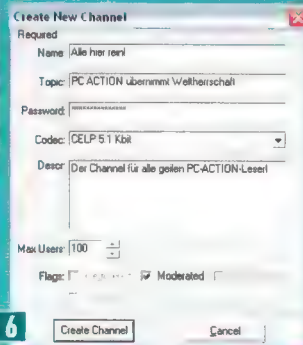 Create New Channel
Required
Name: Alle hier rein!
Topic: PC ACTION übernimmt Weltherrschaft
Password: ****************
Codec: CELP 5.1 Kbit
Descr: Der Channel für alle geilen PC-ACTION-Leser!
Max Users: 100
Flags: Moderated
6
Create Channel Cancel